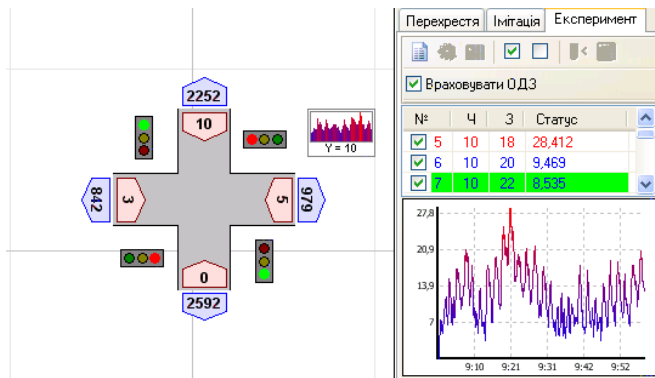 Перехрестя Імітація Експеримент
Враховувати ОДЗ
№ Ч З Статус
5 10 18 28,412
6 10 20 9,469
7 10 22 8,535
2252
10
Y = 10
842
3
5
979
0
2592
27,8
20,9
13,9
7
9:10 9:21 9:31 9:42 9:52